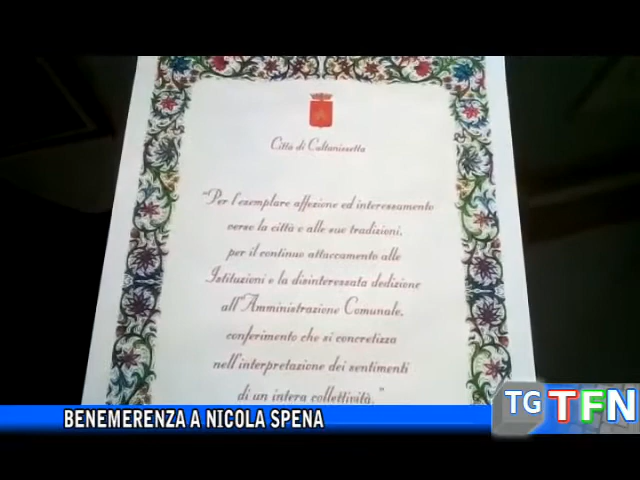 Città di Caltanissetta
"Per l'esemplare affezione ed interessamento
verso la città e alle sue tradizioni,
per il continuo attaccamento alle
Istituzioni e la disinteressata dedizione
all'Amministrazione Comunale,
conferimento che si concretizza
nell'interpretazione dei sentimenti
di un intera collettività."
BENEMERENZA A NICOLA SPENA
TG TFN